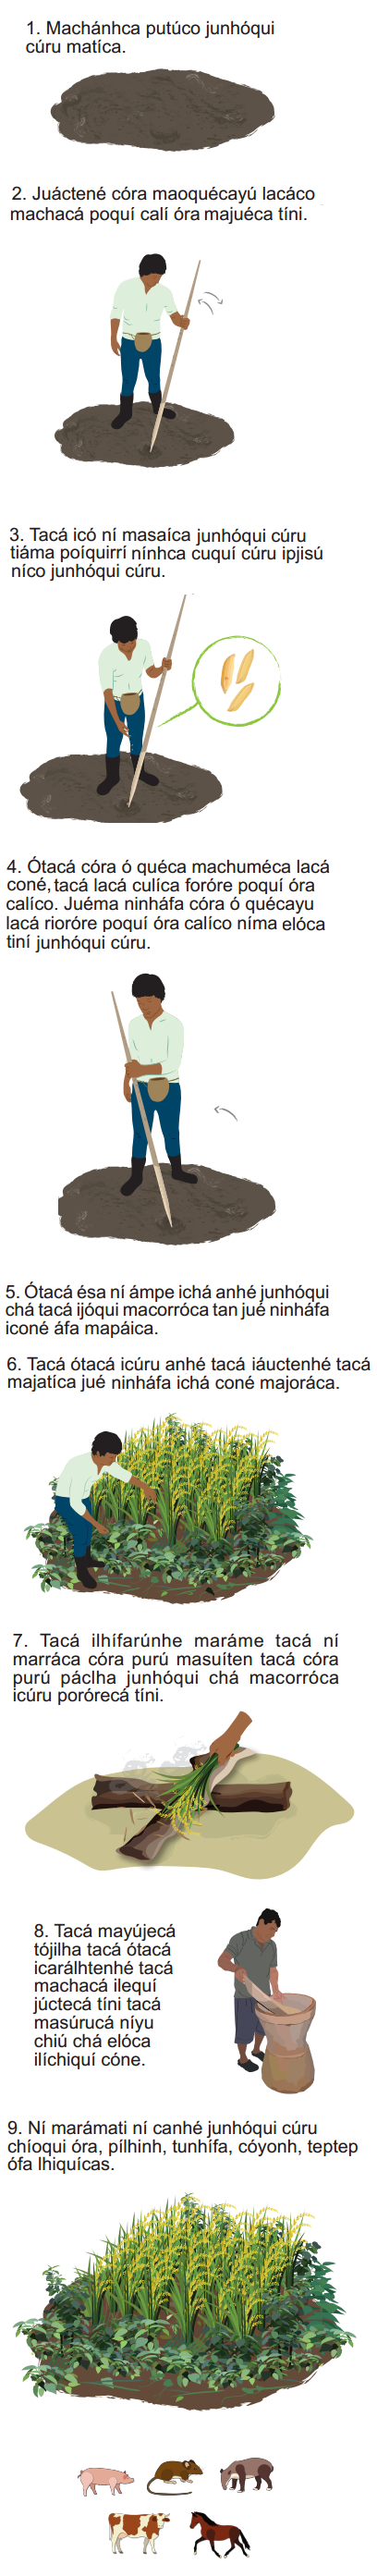 1. Machánhca putúco junhóqui
cúru matíca.
2. Juáctené córa maoquécayú lacáco
machacá poquí calí óra majuéca tíni.
3. Tacá icó ní masaíca junhóqui cúru
tiáma poíquirrí nínhca cuquí cúru ipjisú
níco junhóqui cúru.
4. Ótacá córa ó quéca machuméca lacá
coné, tacá lacá culíca foróre poquí óra
calíco. Juéma ninháfa córa ó quécayu
lacá rioróre poquí óra calíco níma elóca
tiní junhóqui cúru.
5. Ótacá ésa ní ámpe ichá anhé junhóqui
chá tacá ijóqui macorróca tan jué ninháfa
iconé áfa mapáica.
6. Tacá ótacá icúru anhé tacá iáuctenhé tacá
majatíca jué ninháfa ichá coné majoráca.
7. Tacá ilhífarúnhe maráme tacá ní
marráca córa purú masuíten tacá córa
purú páclha junhóqui chá macorróca
icúru porórecá tíni.
8. Tacá mayújecá
tójilha tacá ótacá
icarálhtenhé tacá
machacá ilequí
júctecá tíni tacá
masúrucá níyu
chiú chá elóca
ilíchiquí cóne.
9. Ní marámati ní canhé junhóqui cúru
chíoqui óra, pílhinh, tunhífa, cóyonh, teptep
ófa lhiquícas.